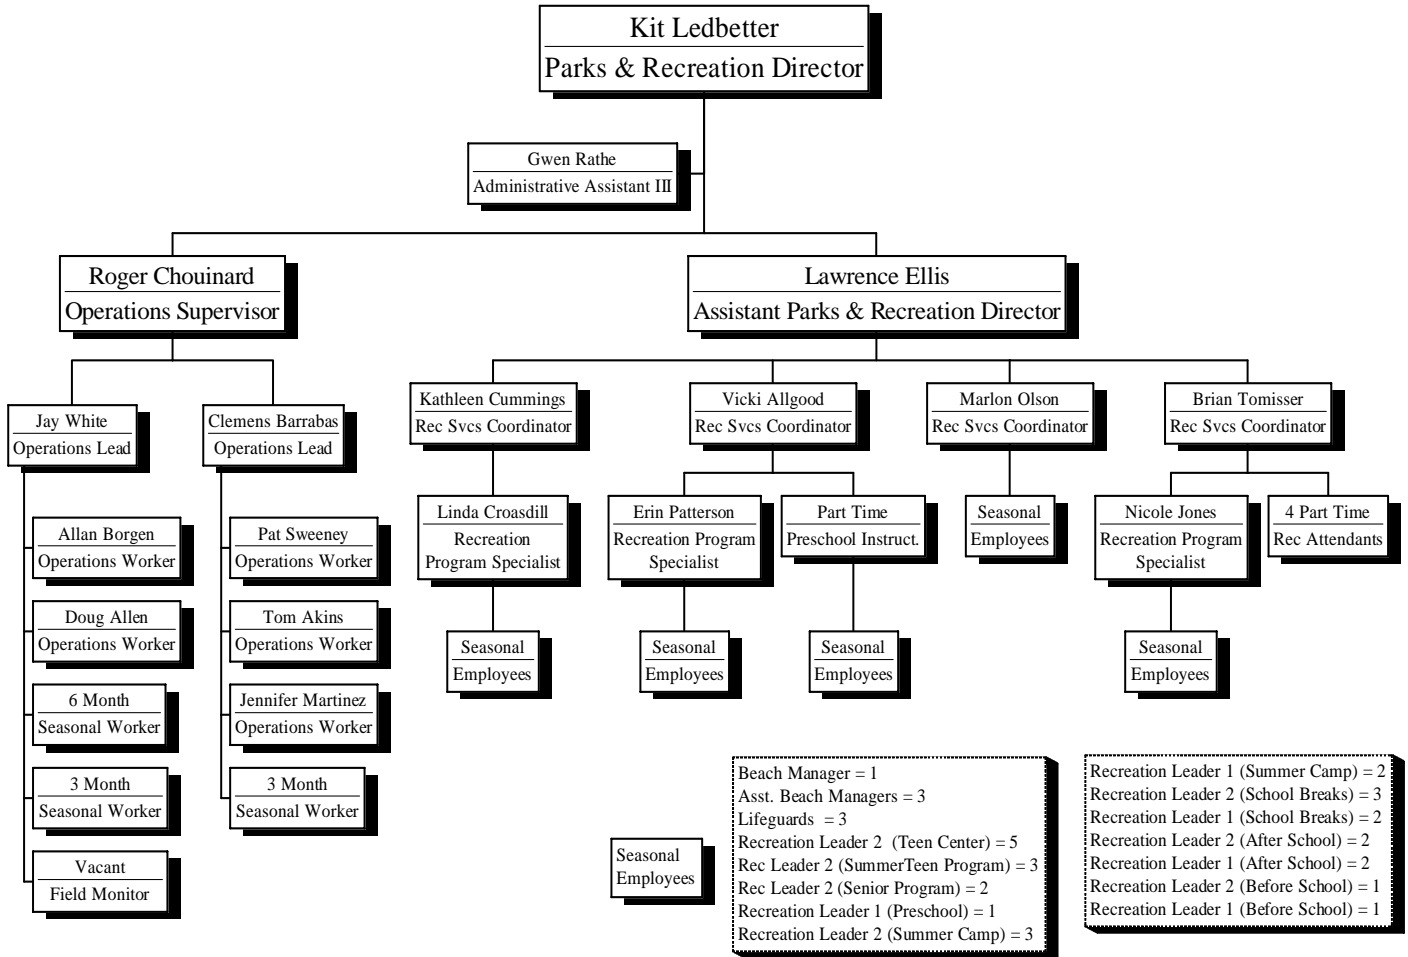 Kit Ledbetter
Parks & Recreation Director
Gwen Rathe
Administrative Assistant III
Roger Chouinard
Operations Supervisor
Lawrence Ellis
Assistant Parks & Recreation Director
Jay White
Operations Lead
Clemens Barrabas
Operations Lead
Kathleen Cummings
Rec Svcs Coordinator
Vicki Allgood
Rec Svcs Coordinator
Marlon Olson
Rec Svcs Coordinator
Brian Tomisser
Rec Svcs Coordinator
Allan Borgen
Operations Worker
Doug Allen
Operations Worker
6 Month
Seasonal Worker
3 Month
Seasonal Worker
Vacant
Field Monitor
Pat Sweeney
Operations Worker
Tom Akins
Operations Worker
Jennifer Martinez
Operations Worker
3 Month
Seasonal Worker
Linda Croasdill
Recreation
Program Specialist
Seasonal
Employees
Erin Patterson
Recreation Program
Specialist
Seasonal
Employees
Part Time
Preschool Instruct.
Seasonal
Employees
Seasonal
Employees
Nicole Jones
Recreation Program
Specialist
Seasonal
Employees
4 Part Time
Rec Attendants
Seasonal
Employees
Beach Manager = 1
Asst. Beach Managers = 3
Lifeguards = 3
Recreation Leader 2 (Teen Center) = 5
Rec Leader 2 (SummerTeen Program) = 3
Rec Leader 2 (Senior Program) = 2
Recreation Leader 1 (Preschool) = 1
Recreation Leader 2 (Summer Camp) = 3
Recreation Leader 1 (Summer Camp) = 2
Recreation Leader 2 (School Breaks) = 3
Recreation Leader 1 (School Breaks) = 2
Recreation Leader 2 (After School) = 2
Recreation Leader 1 (After School) = 2
Recreation Leader 2 (Before School) = 1
Recreation Leader 1 (Before School) = 1